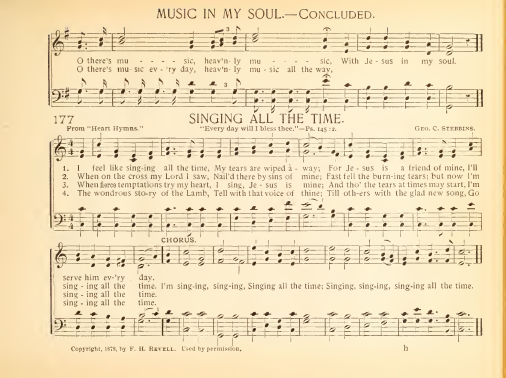 MUSIC IN MY SOUL.—CONCLUDED.
O there's mu - - - - sic, heav'n-ly mu - - - - sic, With Je-sus in my soul.
O there's mu-sic ev-'ry day, heav'n-ly mu-sic all the way,
177
SINGING ALL THE TIME.
From "Heart Hymns." "Every day will I bless thee."—Ps. 145:2. GEO. C. STEBBINS.
1. I feel like sing-ing all the time, My tears are wiped a-way; For Je-sus is a friend of mine, I'll
2. When on the cross my Lord I saw, Nail'd there by sins of mine; Fast fell the burn-ing tears; but now I'm
3. When fierce temptations try my heart, I sing, Je-sus is mine; And tho' the tears at times may start, I'm
4. The wondrous sto-ry of the Lamb, Tell with that voice of thine; Till oth-ers with the glad new song, Go
CHORUS.
serve him ev-'ry day.
sing-ing all the time. I'm sing-ing, sing-ing, Singing all the time; Singing, sing-ing, sing-ing all the time.
sing-ing all the time.
sing-ing all the time.
Copyright, 1879, by F. H. REVELL. Used by permission. h